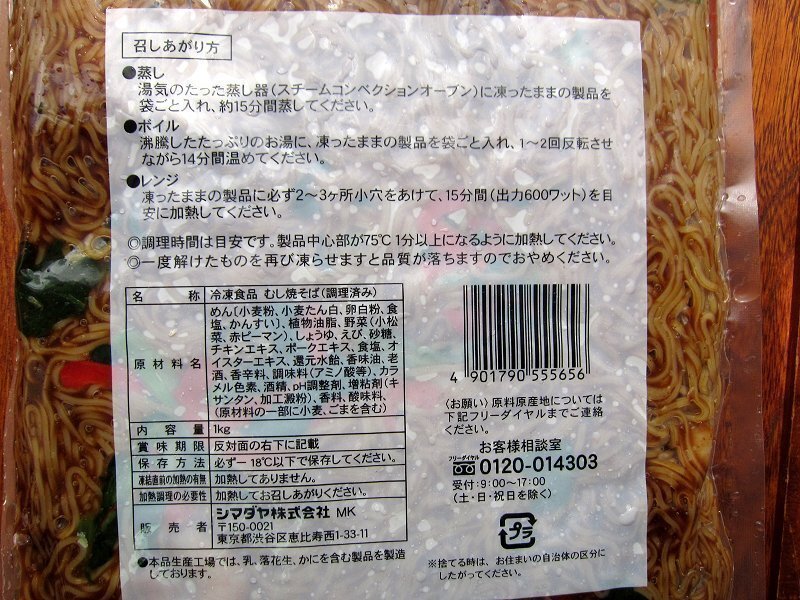 召しあがり方
●蒸し
湯気のたった蒸し器(スチームコンベクションオーブン)に凍ったままの製品を
袋ごと入れ、約15分間蒸してください。
●ボイル
沸騰したたっぷりのお湯に、凍ったままの製品を袋ごと入れ、1〜2回反転させ
ながら14分間温めてください。
●レンジ
凍ったままの製品に必ず2〜3ヶ所小穴をあけて、15分間(出力600ワット)を目
安に加熱してください。
◎調理時間は目安です。製品中心部が75℃ 1分以上になるように加熱してください。
◎一度解けたものを再び凍らせますと品質が落ちますのでおやめください。
名称 冷凍食品 むし焼そば(調理済み)
原材料名 めん〔小麦粉、小麦たん白、卵白粉、食
塩、かんすい〕、植物油脂、野菜(小松
菜、赤ピーマン)、しょうゆ、えび、砂糖、
チキンエキス、ポークエキス、食塩、オ
イスターエキス、還元水飴、香味油、老
酒、香辛料、調味料(アミノ酸等)、カラ
メル色素、酒精、pH調整剤、増粘剤(キ
サンタン、加工澱粉)、香料、酸味料、
(原材料の一部に小麦、ごまを含む)
内容量 1kg
賞味期限 反対面の右下に記載
保存方法 必ず−18℃以下で保存してください。
凍結直前の加熱の有無 加熱してありません。
加熱調理の必要性 加熱してお召しあがりください。
販売者 シマダヤ株式会社 MK
〒150-0021
東京都渋谷区恵比寿西1-33-11
●本品生産工場では、乳、落花生、かにを含む製品を製造
しております。
4 901790 555656
〈お願い〉原料原産地については
下記フリーダイヤルまでご連絡
ください。
お客様相談室
フリーダイヤル 0120-014303
受付:9:00〜17:00
(土・日・祝日を除く)
プラ
※捨てる時は、お住まいの自治体の区分に
したがってください。